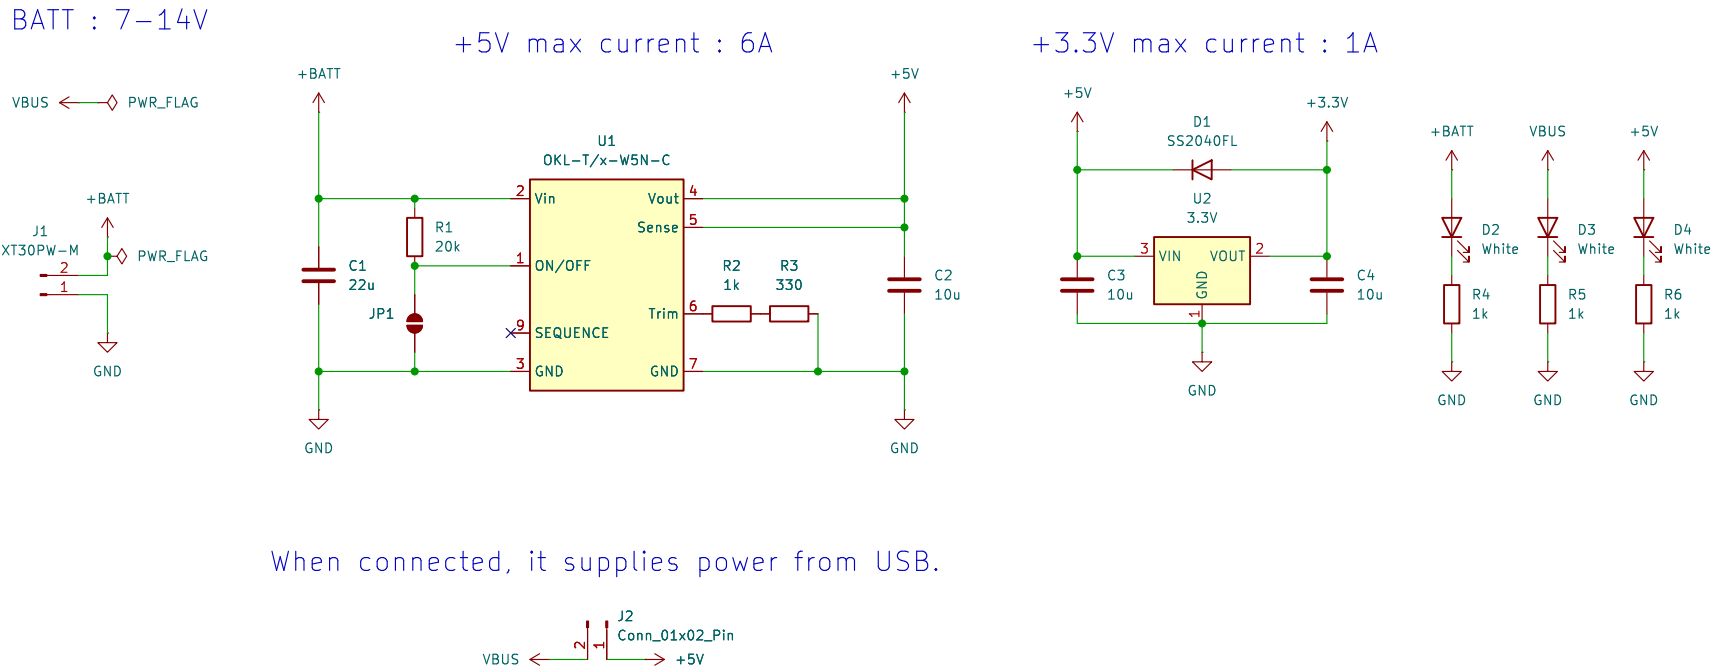 BATT : 7-14V
+5V max current : 6A
+3.3V max current : 1A
VBUS
PWR_FLAG
+BATT
J1
XT30PW-M
PWR_FLAG
2
1
GND
+BATT
+5V
U1
OKL-T/x-W5N-C
2
Vin
Vout
4
Sense
5
R1
20k
1
ON/OFF
C1
22u
R2
1k
R3
330
C2
10u
JP1
Trim
6
9
SEQUENCE
3
GND
GND
7
GND
GND
+5V
+3.3V
D1
SS2040FL
U2
3.3V
3
VIN
VOUT
2
GND
1
C3
10u
C4
10u
GND
+BATT
VBUS
+5V
D2
White
D3
White
D4
White
R4
1k
R5
1k
R6
1k
GND
GND
GND
When connected, it supplies power from USB.
J2
Conn_01x02_Pin
2
1
VBUS
+5V